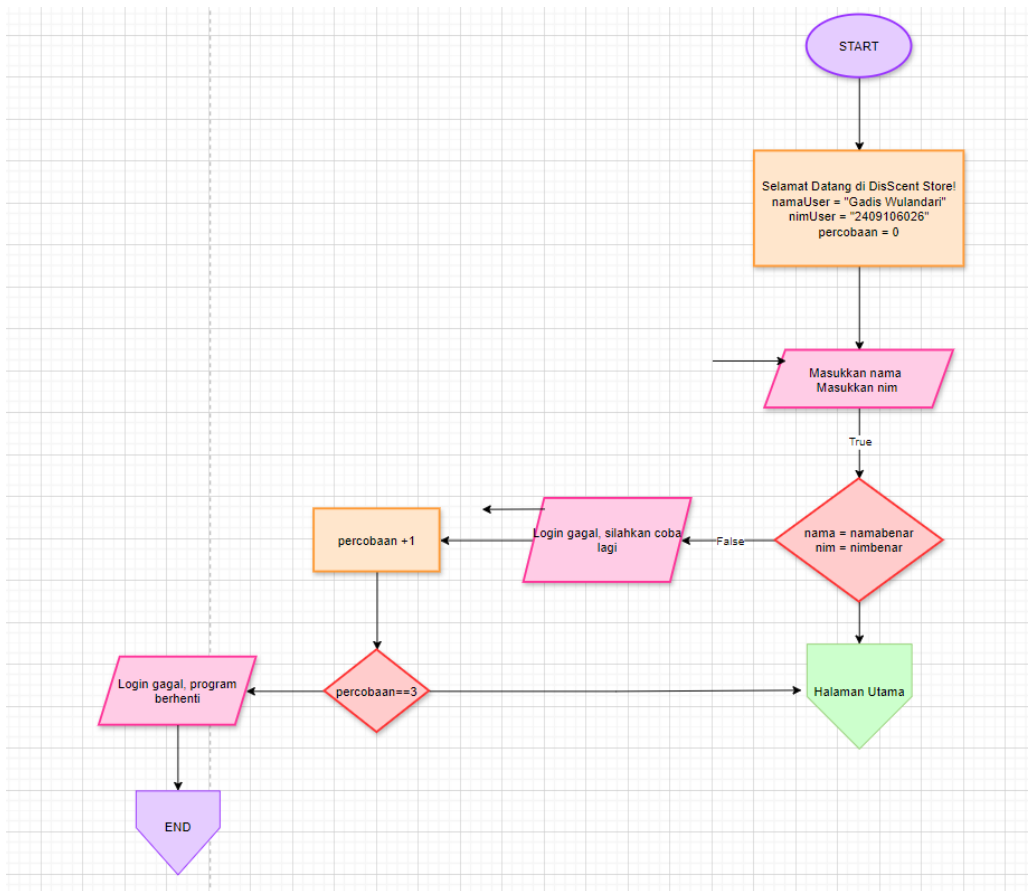 START
Selamat Datang di DisScent Store!
namaUser = "Gadis Wulandari"
nimUser = "2409106026"
percobaan = 0
Masukkan nama
Masukkan nim
True
nama = namabenar
nim = nimbenar
False
Login gagal, silahkan coba
lagi
percobaan +1
percobaan==3
Login gagal, program
berhenti
Halaman Utama
END